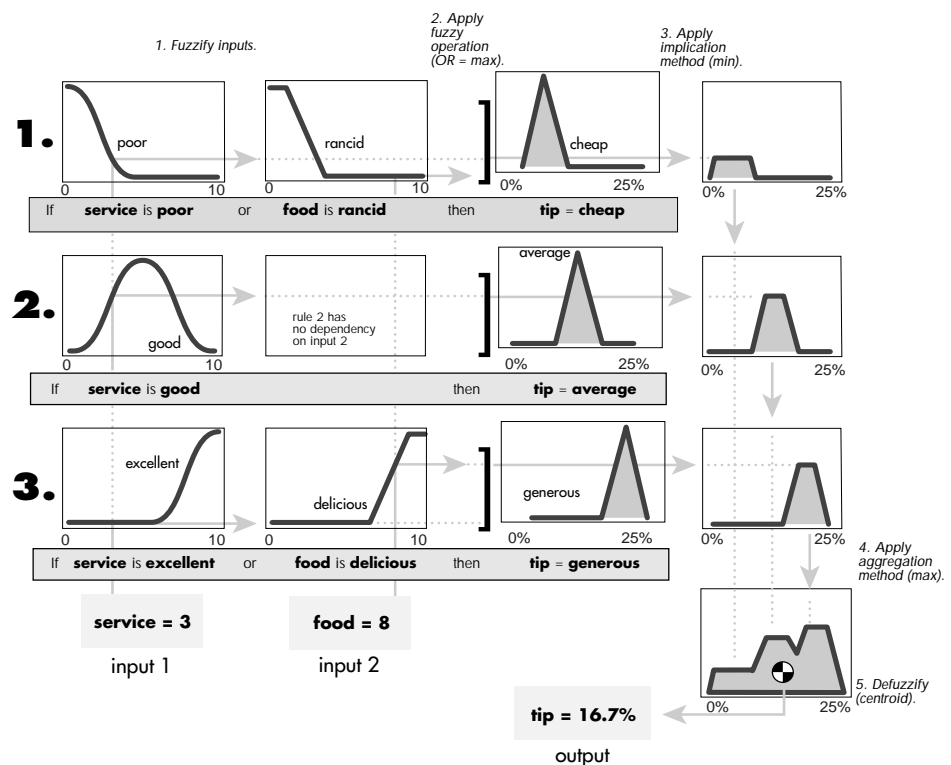 1. Fuzzify inputs.
2. Apply
fuzzy
operation
(OR = max).
3. Apply
implication
method (min).
1.
poor
0 10
rancid
0 10
cheap
0% 25%
0% 25%
If service is poor or food is rancid then tip = cheap
2.
good
0 10
rule 2 has
no dependency
on input 2
average
0% 25%
0% 25%
If service is good then tip = average
3.
excellent
0 10
delicious
0 10
generous
0% 25%
0% 25%
If service is excellent or food is delicious then tip = generous
4. Apply
aggregation
method (max).
service = 3
input 1
food = 8
input 2
0% 25%
5. Defuzzify
(centroid).
tip = 16.7%
output